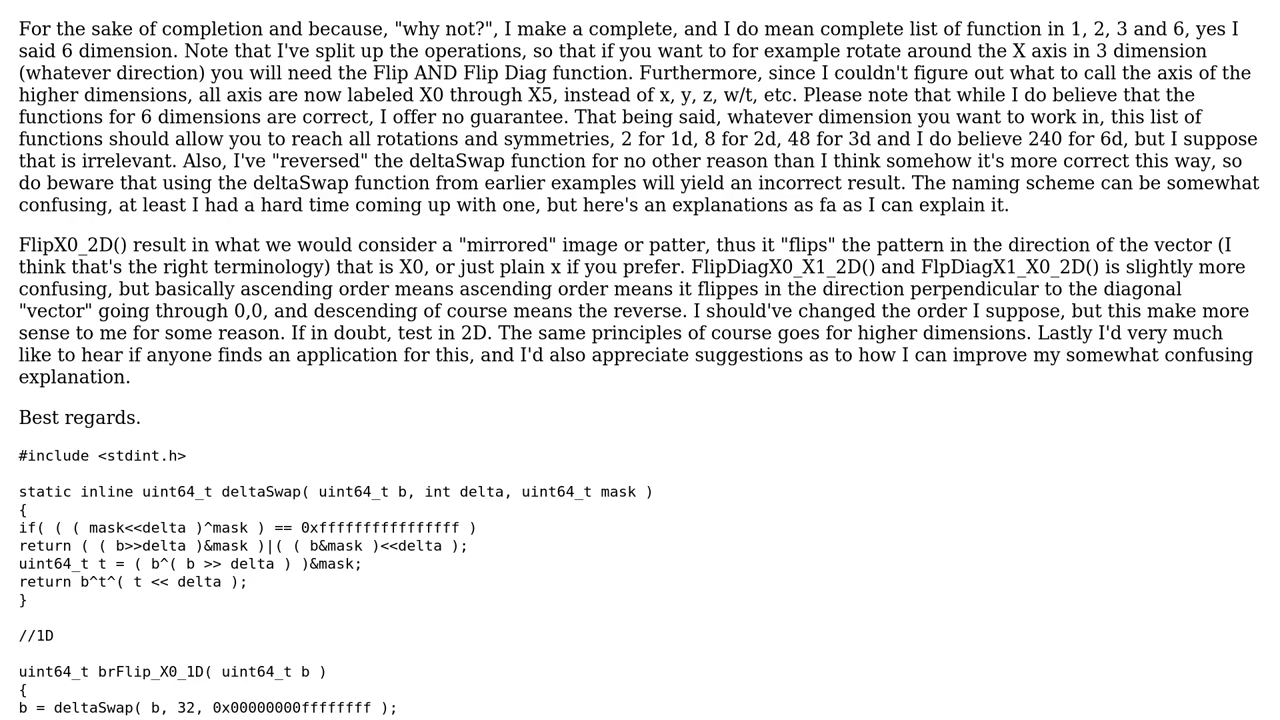 For the sake of completion and because, "why not?", I make a complete, and I do mean complete list of function in 1, 2, 3 and 6, yes I
said 6 dimension. Note that I've split up the operations, so that if you want to for example rotate around the X axis in 3 dimension
(whatever direction) you will need the Flip AND Flip Diag function. Furthermore, since I couldn't figure out what to call the axis of the
higher dimensions, all axis are now labeled X0 through X5, instead of x, y, z, w/t, etc. Please note that while I do believe that the
functions for 6 dimensions are correct, I offer no guarantee. That being said, whatever dimension you want to work in, this list of
functions should allow you to reach all rotations and symmetries, 2 for 1d, 8 for 2d, 48 for 3d and I do believe 240 for 6d, but I suppose
that is irrelevant. Also, I've "reversed" the deltaSwap function for no other reason than I think somehow it's more correct this way, so
do beware that using the deltaSwap function from earlier examples will yield an incorrect result. The naming scheme can be somewhat
confusing, at least I had a hard time coming up with one, but here's an explanations as fa as I can explain it.
FlipX0_2D() result in what we would consider a "mirrored" image or patter, thus it "flips" the pattern in the direction of the vector (I
think that's the right terminology) that is X0, or just plain x if you prefer. FlipDiagX0_X1_2D() and FlpDiagX1_X0_2D() is slightly more
confusing, but basically ascending order means ascending order means it flippes in the direction perpendicular to the diagonal
"vector" going through 0,0, and descending of course means the reverse. I should've changed the order I suppose, but this make more
sense to me for some reason. If in doubt, test in 2D. The same principles of course goes for higher dimensions. Lastly I'd very much
like to hear if anyone finds an application for this, and I'd also appreciate suggestions as to how I can improve my somewhat confusing
explanation.
Best regards.
#include <stdint.h>
static inline uint64_t deltaSwap( uint64_t b, int delta, uint64_t mask )
{
if( ( ( mask<<delta )^mask ) == 0xffffffffffffffff )
return ( ( b>>delta )&mask )|( ( b&mask )<<delta );
uint64_t t = ( b^( b >> delta ) )&mask;
return b^t^( t << delta );
}
//1D
uint64_t brFlip_X0_1D( uint64_t b )
{
b = deltaSwap( b, 32, 0x00000000ffffffff );